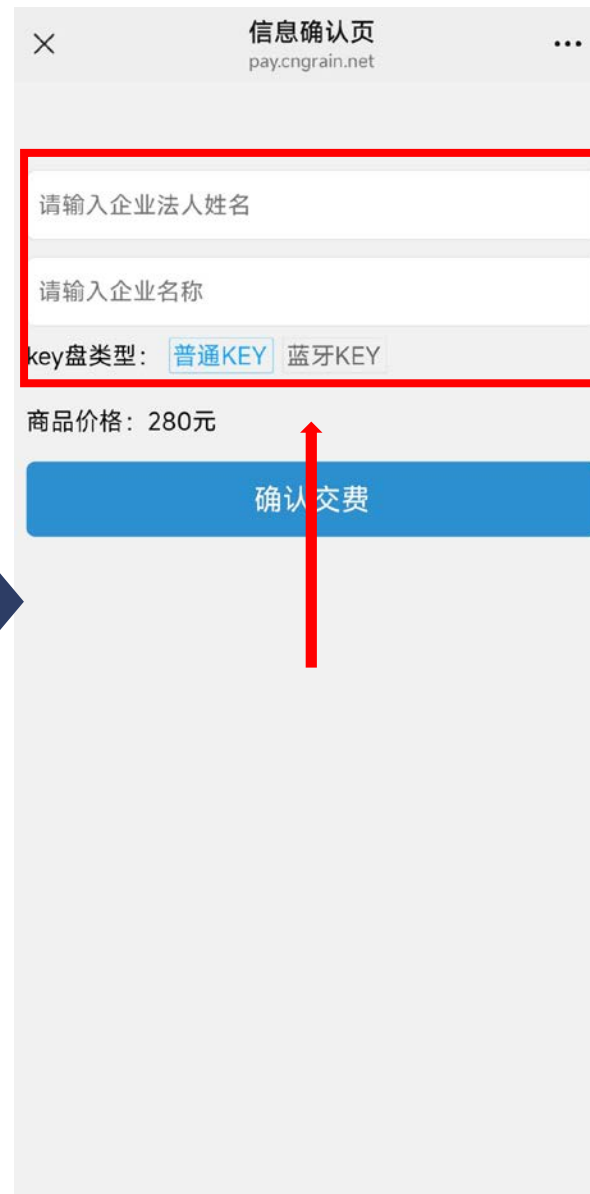 信息确认页
pay.cngrain.net
请输入企业法人姓名
请输入企业名称
key盘类型： 普通KEY 蓝牙KEY
商品价格：280元
确认交费